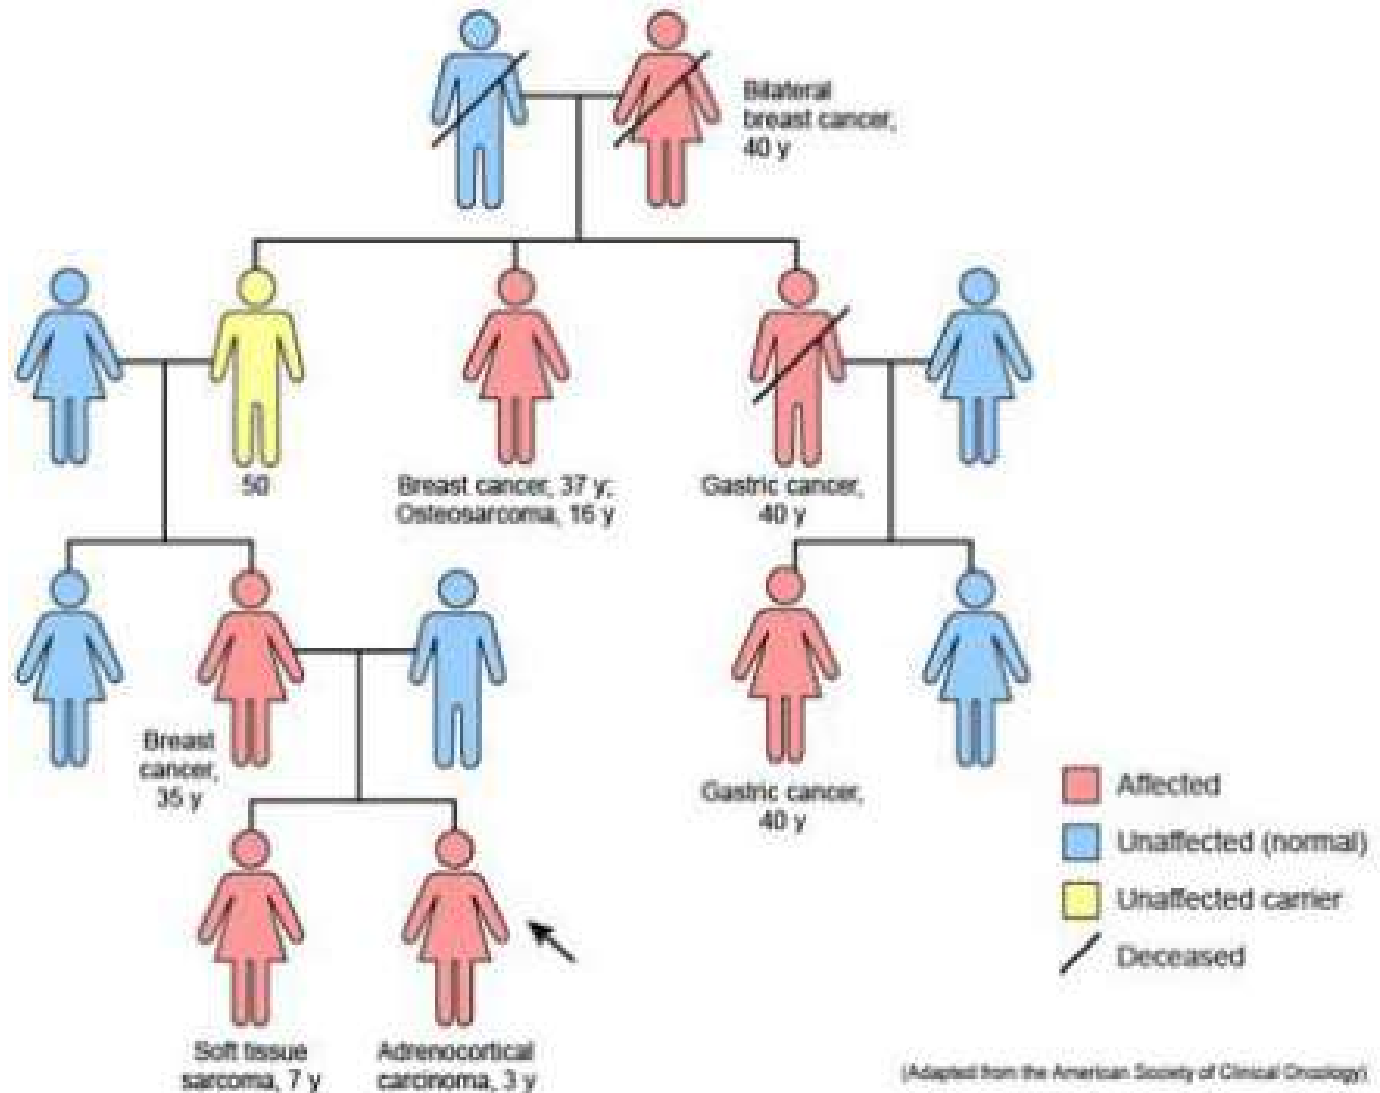 Bilateral
breast cancer,
40 y
50
Breast cancer, 37 y;
Osteosarcoma, 16 y
Gastric cancer,
40 y
Breast
cancer,
35 y
Gastric cancer,
40 y
Affected
Unaffected (normal)
Unaffected carrier
Deceased
Soft tissue
sarcoma, 7 y
Adrenocortical
carcinoma, 3 y
(Adapted from the American Society of Clinical Oncology)